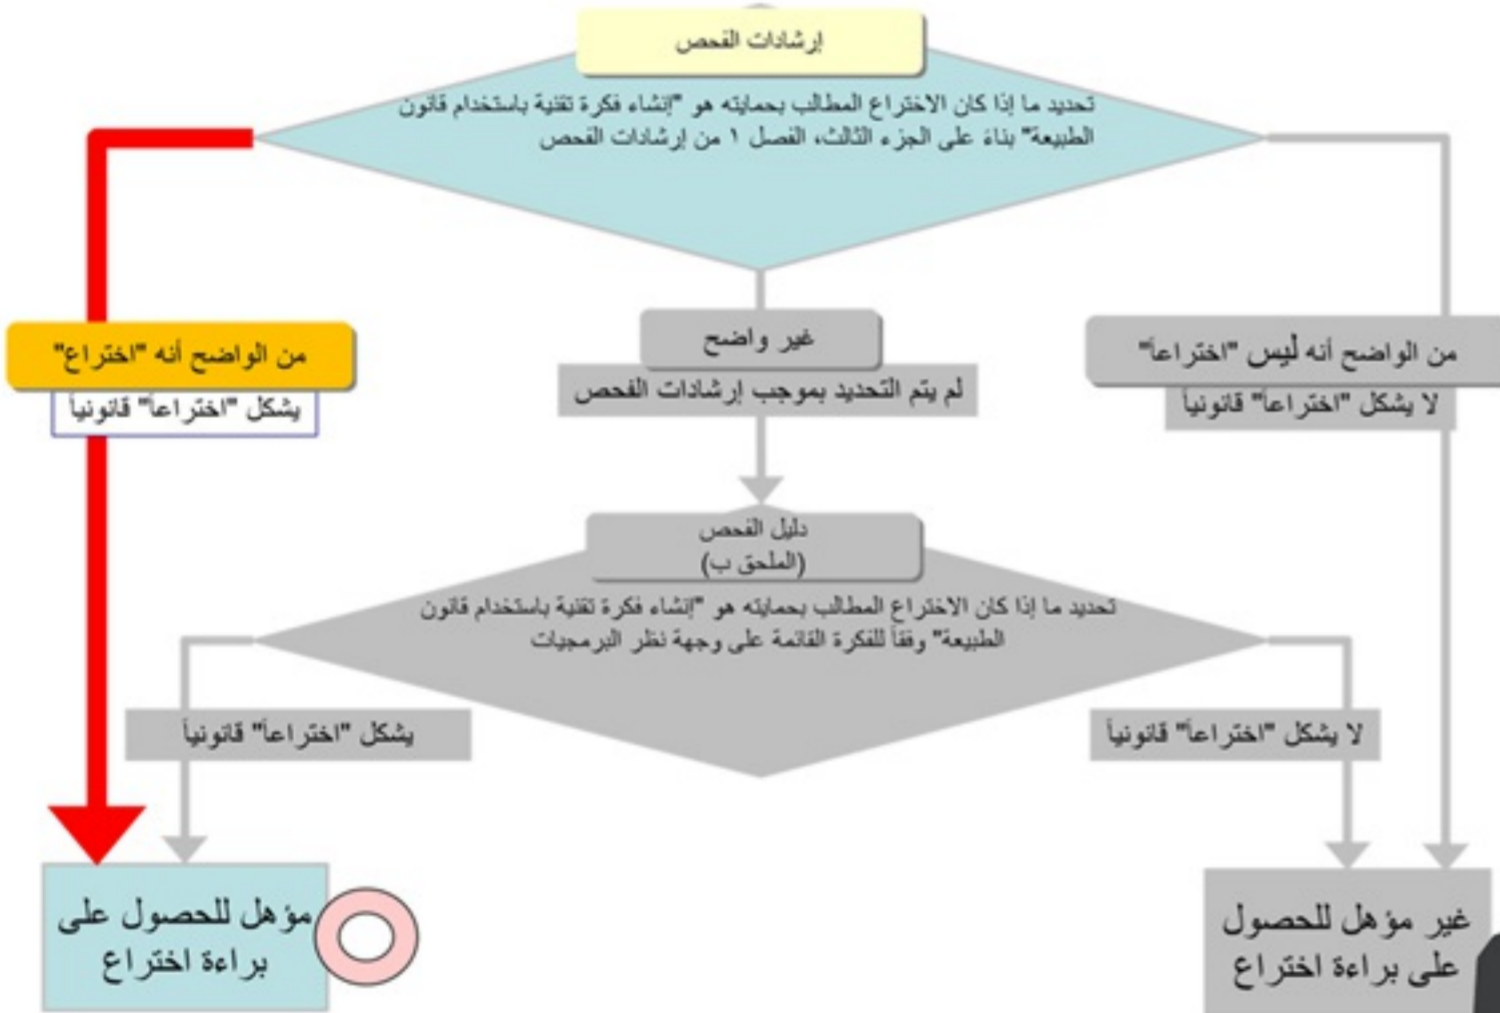 إرشادات الفحص
تحديد ما إذا كان الاختراع المطالب بحمايته هو "إنشاء فكرة تقنية باستخدام قانون
الطبيعة" بناءً على الجزء الثالث، الفصل ١ من إرشادات الفحص
من الواضح أنه ليس "اختراعاً"
لا يشكل "اختراعاً" قانونياً
غير واضح
لم يتم التحديد بموجب إرشادات الفحص
من الواضح أنه "اختراع"
يشكل "اختراعاً" قانونياً
دليل الفحص
(الملحق ب)
تحديد ما إذا كان الاختراع المطالب بحمايته هو "إنشاء فكرة تقنية باستخدام قانون
الطبيعة" وفقاً للفكرة القائمة على وجهة نظر البرمجيات
لا يشكل "اختراعاً" قانونياً
يشكل "اختراعاً" قانونياً
غير مؤهل للحصول
على براءة اختراع
مؤهل للحصول على
براءة اختراع